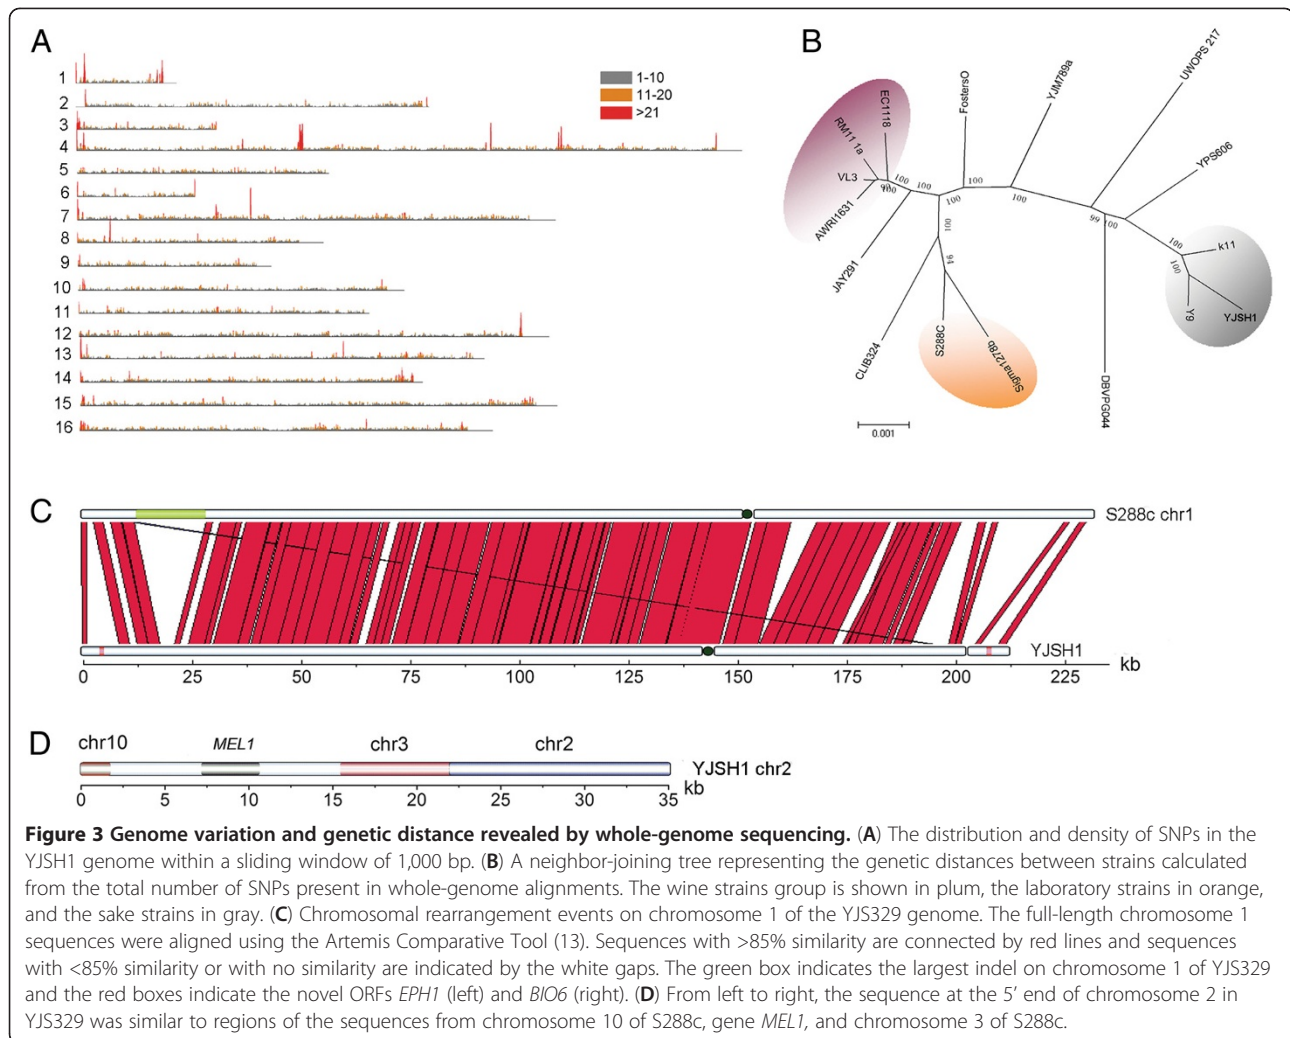 A
1
2
3
4
5
6
7
8
9
10
11
12
13
14
15
16
1-10
11-20
>21
B
EC1118
RM11 1a
VL3
AWRI1631
JAY291
CLIB324
S288C
Sigma1278b
FostersO
YJM789a
UWOPS 217
YPS606
k11
Y9
YJSH1
DBVPG044
100
100
100
100
100
100
100
94
99
100
100
100
0.001
C
S288c chr1
YJSH1
0 25 50 75 100 125 150 175 200 225 kb
D
chr10 MEL1 chr3 chr2
YJSH1 chr2
0 5 10 15 20 25 30 35 kb
Figure 3 Genome variation and genetic distance revealed by whole-genome sequencing. (A) The distribution and density of SNPs in the
YJSH1 genome within a sliding window of 1,000 bp. (B) A neighbor-joining tree representing the genetic distances between strains calculated
from the total number of SNPs present in whole-genome alignments. The wine strains group is shown in plum, the laboratory strains in orange,
and the sake strains in gray. (C) Chromosomal rearrangement events on chromosome 1 of the YJS329 genome. The full-length chromosome 1
sequences were aligned using the Artemis Comparative Tool (13). Sequences with >85% similarity are connected by red lines and sequences
with <85% similarity or with no similarity are indicated by the white gaps. The green box indicates the largest indel on chromosome 1 of YJS329
and the red boxes indicate the novel ORFs EPH1 (left) and BIO6 (right). (D) From left to right, the sequence at the 5' end of chromosome 2 in
YJS329 was similar to regions of the sequences from chromosome 10 of S288c, gene MEL1, and chromosome 3 of S288c.